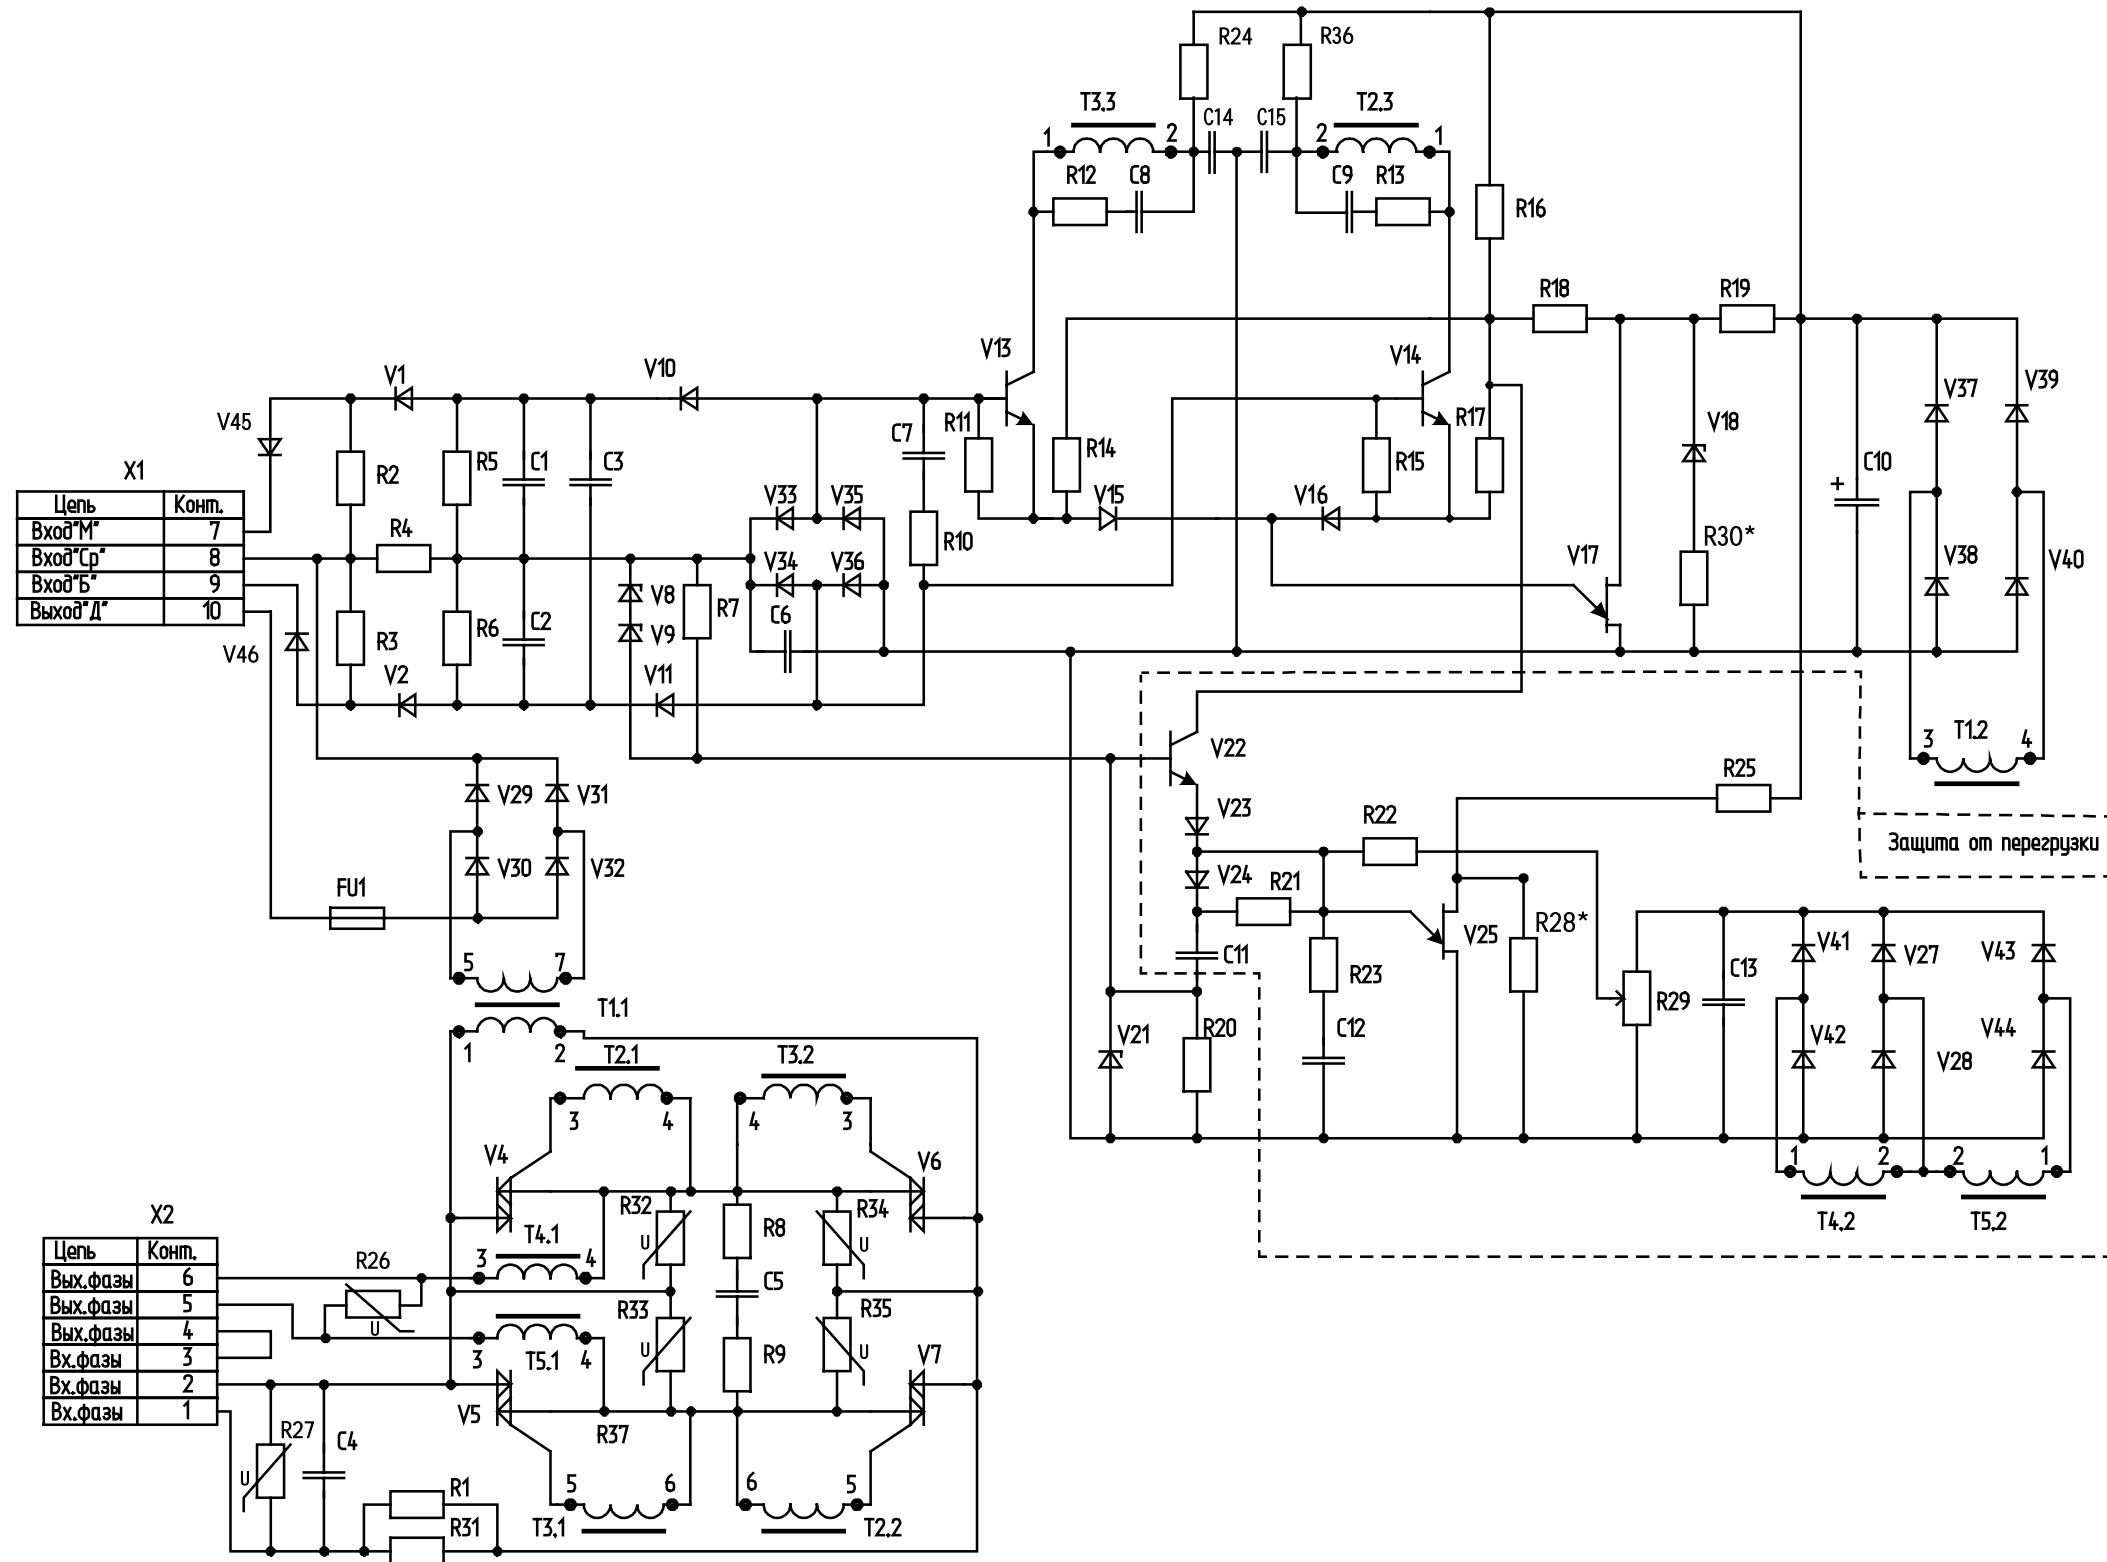 R24
R36
T3.3
C14
C15
T2.3
1
2
2
1
R12
C8
C9
R13
R16
R18
R19
V13
V14
V1
V10
V37
V39
V45
R11
R17
C7
R14
R15
V18
C10
+
X1
R2
R5
C1
C3
Цепь
Конт.
Вход"М"
7
Вход"Ср"
8
Вход"Б"
9
Выход"Д"
10
R4
V33
V35
V15
V16
R10
R30*
V34
V36
V17
V38
V40
V8
R7
C6
V9
R3
R6
C2
V46
V2
V11
3
T1.2
4
V22
R25
V29
V31
V23
R22
Защита от перегрузки
V30
V32
V24
R21
FU1
R28*
V25
C11
V41
V27
V43
5
7
R23
C13
R29
T1.1
V21
R20
C12
V42
V44
V28
1
2
T2.1
T3.2
3
4
4
3
V4
V6
1
2
2
1
R32
R34
T4.2
T5.2
X2
T4.1
R8
U
U
R26
3
4
Цепь
Конт.
Вых.фазы
6
Вых.фазы
5
Вых.фазы
4
Вх.фазы
3
Вх.фазы
2
Вх.фазы
1
C5
R33
R35
U
3
T5.1
4
U
R9
U
V7
V5
R37
R27
C4
U
R1
5
6
6
5
R31
T3.1
T2.2